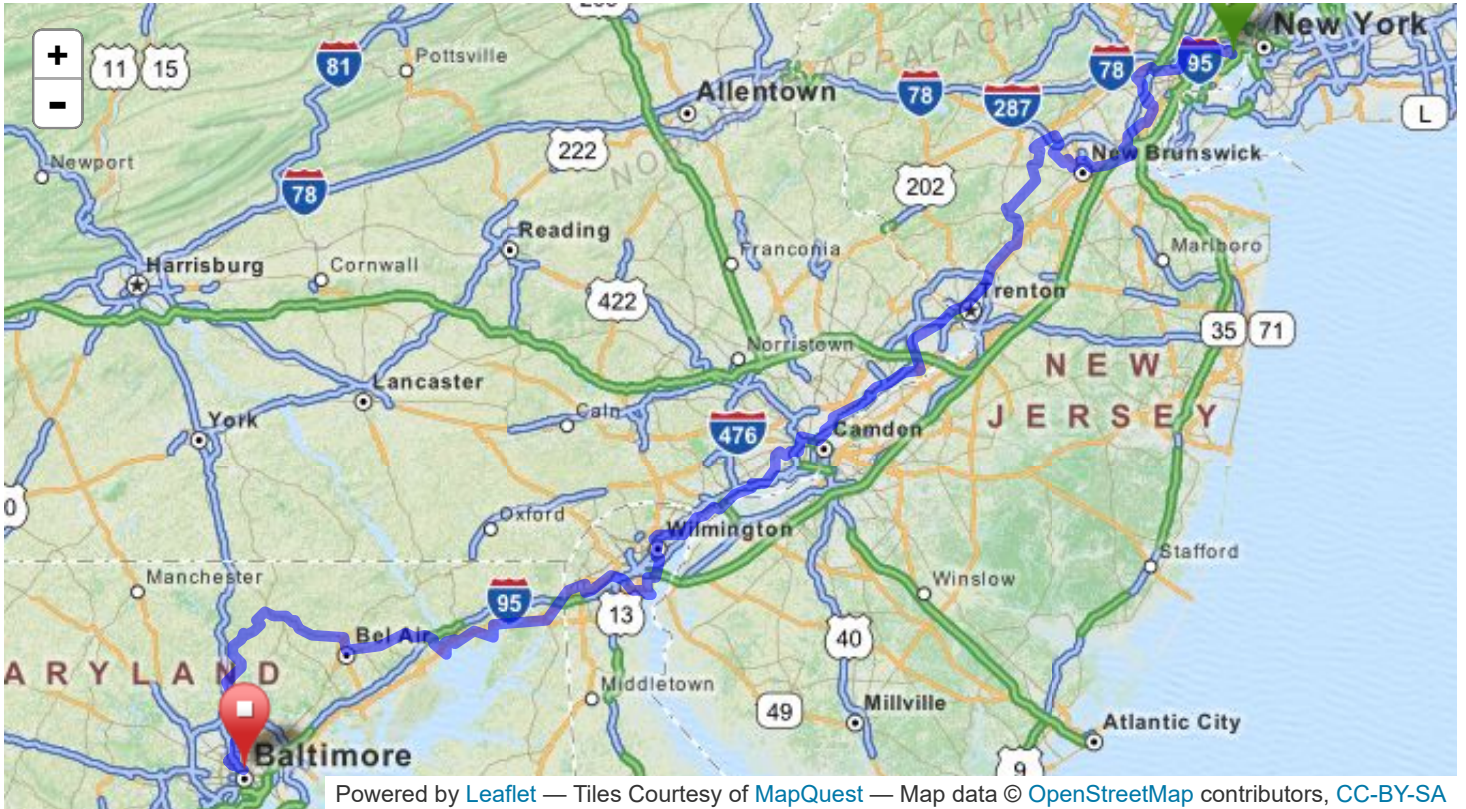 New York
+
11
15
81
Pottsville
78
95
APPALACHI
78
287
Allentown
L
-
222
New Brunswick
Newport
202
78
Reading
Franconia
Marlboro
Harrisburg
Cornwall
422
Trenton
35
71
Norristown
NEW
JERSEY
Lancaster
Caln
York
476
Camden
Oxford
Wilmington
Stafford
Manchester
Winslow
95
13
Bel Air
40
ARYLAND
Middletown
49
Millville
Atlantic City
Baltimore
9
Powered by Leaflet — Tiles Courtesy of MapQuest — Map data © OpenStreetMap contributors, CC-BY-SA